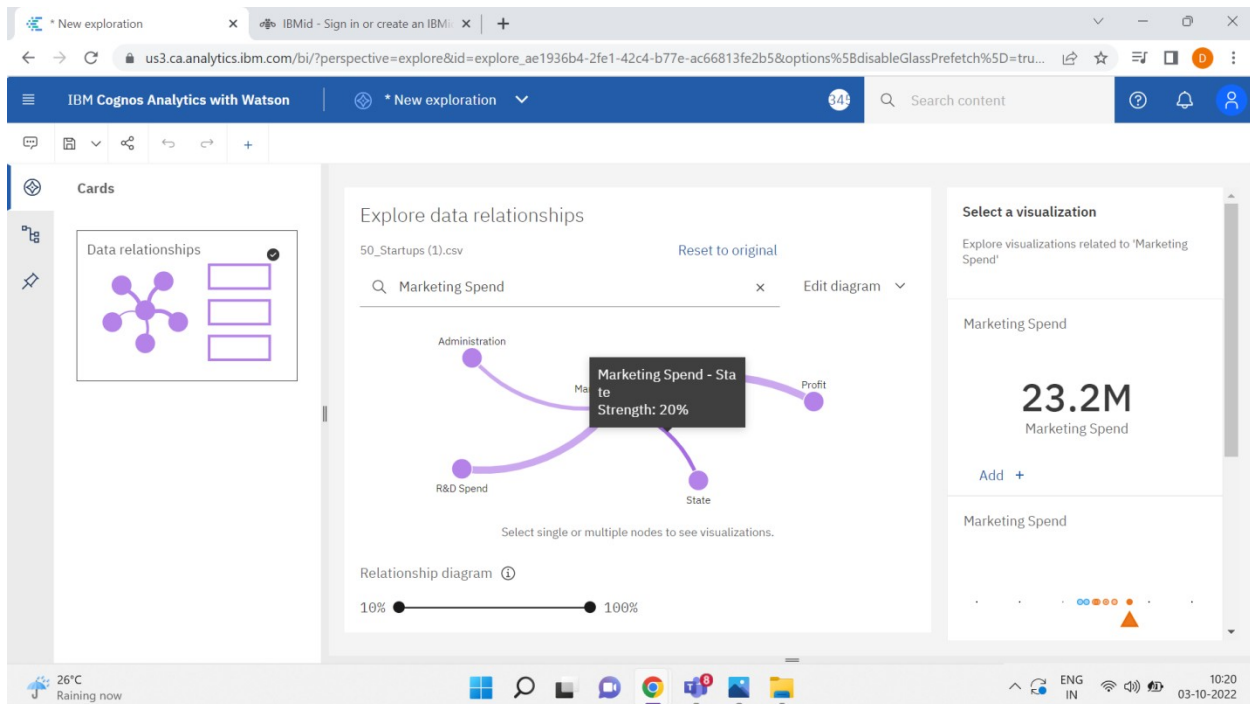 * New exploration
IBMid - Sign in or create an IBMi
us3.ca.analytics.ibm.com/bi/?perspective=explore&id=explore_ae1936b4-2fe1-42c4-b77e-ac66813fe2b5&options%5BdisableGlassPrefetch%5D=tru...
D
IBM Cognos Analytics with Watson
* New exploration
345
Search content
Cards
Data relationships
Explore data relationships
50_Startups (1).csv
Reset to original
Marketing Spend
Edit diagram
Administration
Ma
Marketing Spend - Sta
te
Strength: 20%
Profit
R&D Spend
State
Select single or multiple nodes to see visualizations.
Relationship diagram
10%
100%
Select a visualization
Explore visualizations related to 'Marketing
Spend'
Marketing Spend
23.2M
Marketing Spend
Add +
Marketing Spend
26°C
Raining now
8
ENG
IN
10:20
03-10-2022